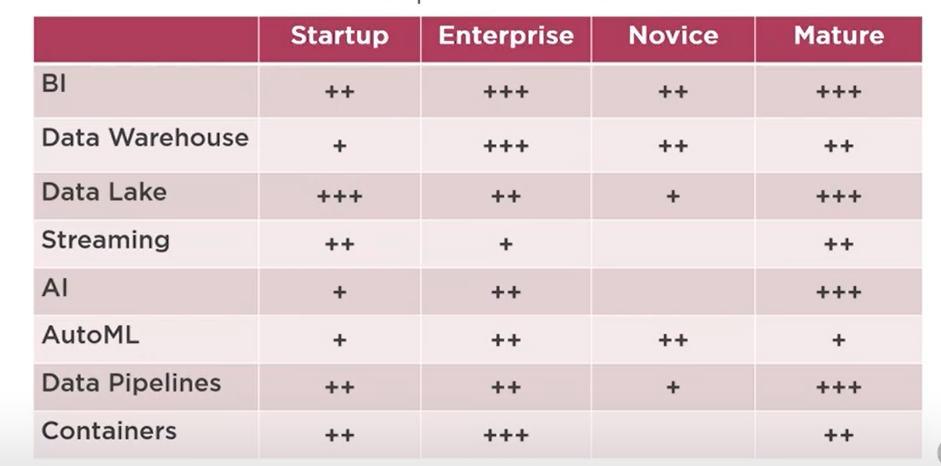 Startup Enterprise Novice Mature
BI ++ +++ ++ +++
Data Warehouse + +++ ++ ++
Data Lake +++ ++ + +++
Streaming ++ + ++
AI + ++ +++
AutoML + ++ ++ +
Data Pipelines ++ ++ + +++
Containers ++ +++ ++